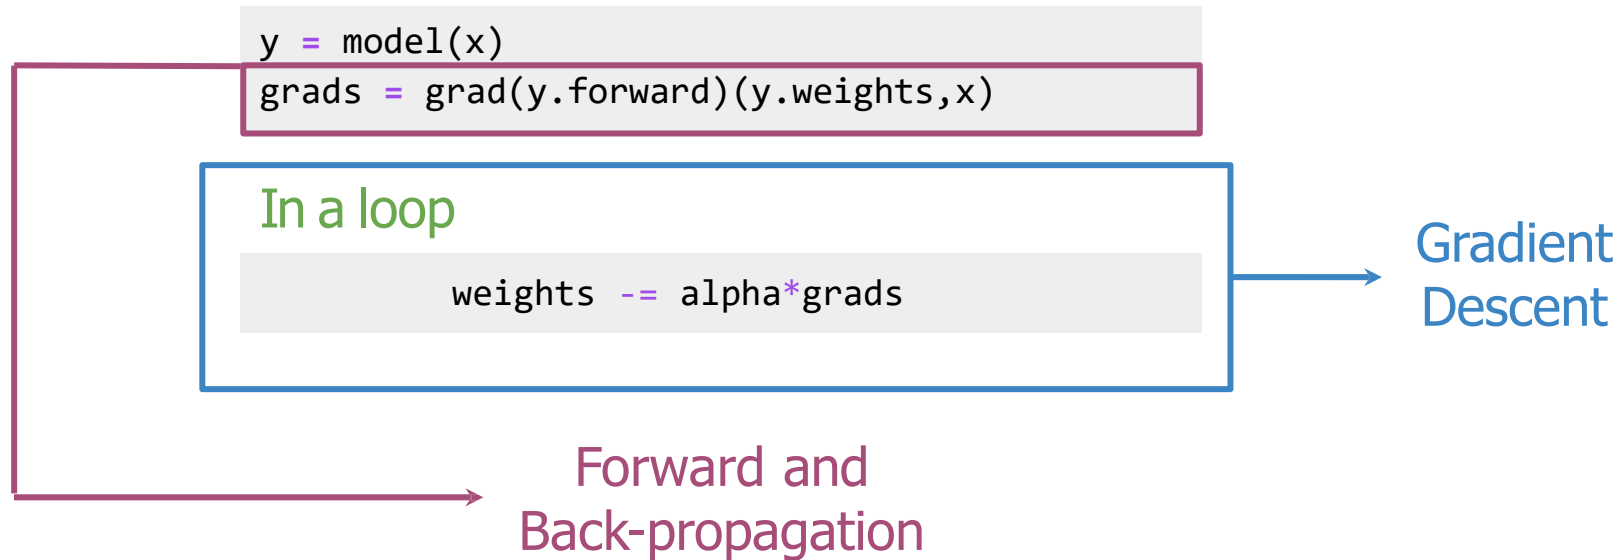 y = model(x)
grads = grad(y.forward)(y.weights,x)
In a loop
weights -= alpha*grads
Gradient
Descent
Forward and
Back-propagation